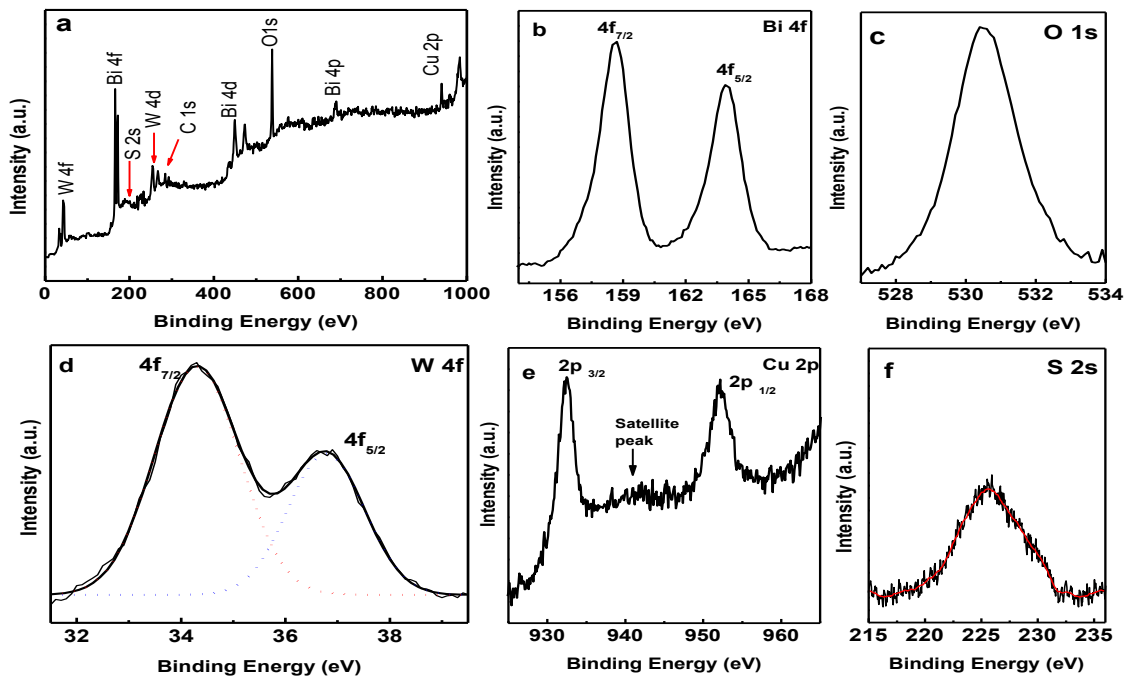 a
W 4f
Bi 4f
S 2s
W 4d
C 1s
Bi 4d
O1s
Bi 4p
Cu 2p
Intensity (a.u.)
0 200 400 600 800 1000
Binding Energy (eV)
b
4f7/2
4f5/2
Bi 4f
Intensity (a.u.)
156 159 162 165 168
Binding Energy (eV)
c
O 1s
Intensity (a.u.)
528 530 532 534
Binding Energy (eV)
d
4f7/2
4f5/2
W 4f
Intensity (a.u.)
32 34 36 38
Binding Energy (eV)
e
2p 3/2
Satellite
peak
2p 1/2
Cu 2p
Intensity (a.u.)
930 940 950 960
Binding Energy (eV)
f
S 2s
Intensity (a.u.)
215 220 225 230 235
Binding Energy (eV)